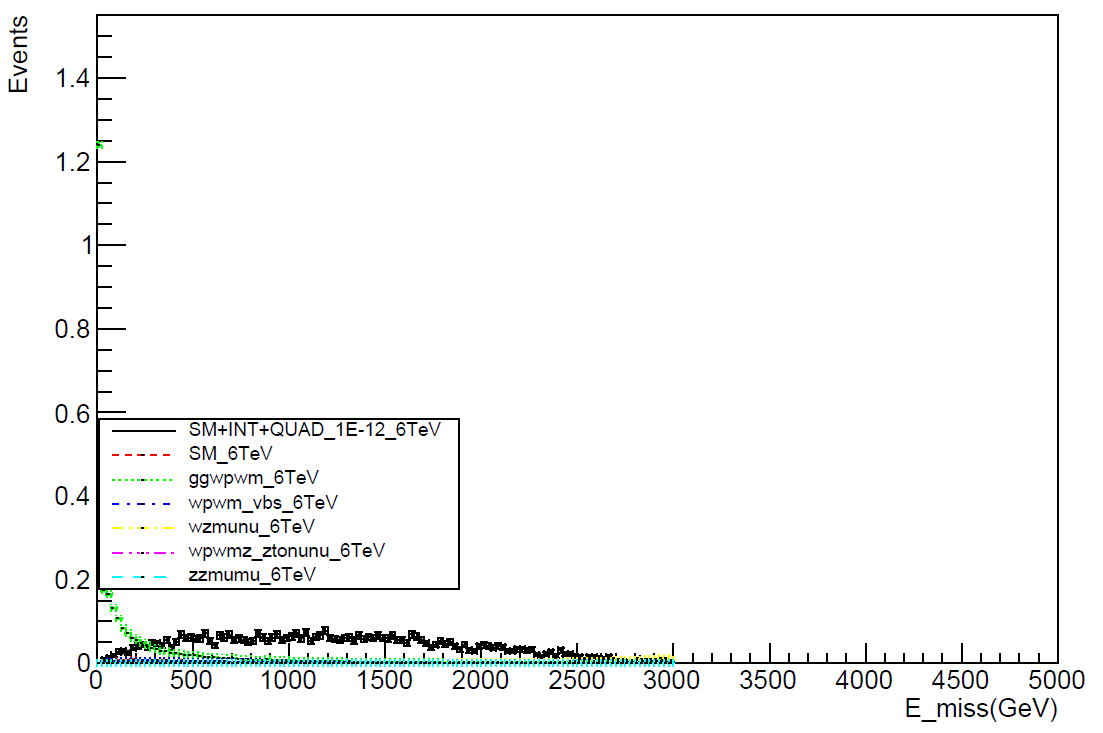 Events
1.4
1.2
1
0.8
0.6
0.4
0.2
0
SM+INT+QUAD_1E-12_6TeV
SM_6TeV
ggwpwm_6TeV
wpwm_vbs_6TeV
wzmunu_6TeV
wpwmz_ztonunu_6TeV
zzmumu_6TeV
0 500 1000 1500 2000 2500 3000 3500 4000 4500 5000
E_miss(GeV)